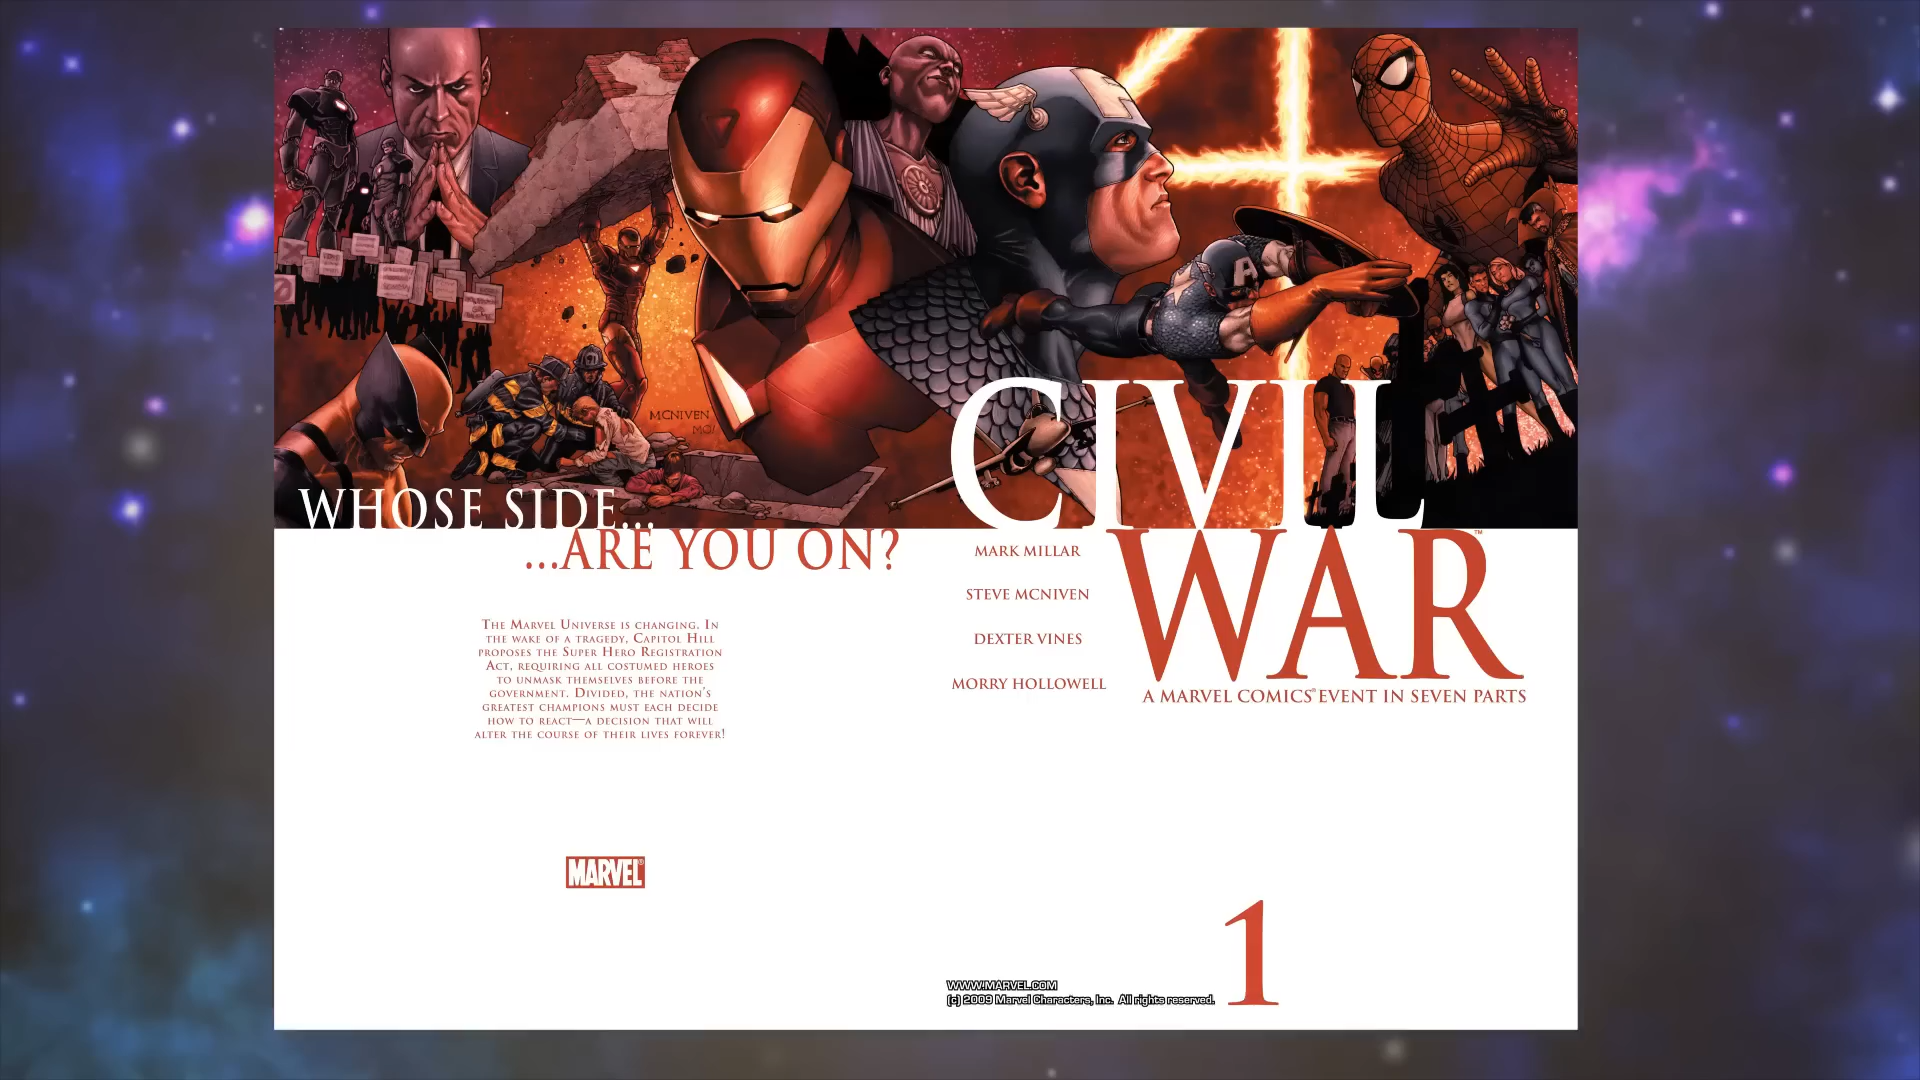 MCNIVEN
WHOSE SIDE...
...ARE YOU ON?
THE MARVEL UNIVERSE IS CHANGING. IN
THE WAKE OF A TRAGEDY, CAPITOL HILL
PROPOSES THE SUPER HERO REGISTRATION
ACT, REQUIRING ALL COSTUMED HEROES
TO UNMASK THEMSELVES BEFORE THE
GOVERNMENT. DIVIDED, THE NATION'S
GREATEST CHAMPIONS MUST EACH DECIDE
HOW TO REACT—A DECISION THAT WILL
ALTER THE COURSE OF THEIR LIVES FOREVER!
MARVEL®
CIVIL
WAR™
MARK MILLAR
STEVE MCNIVEN
DEXTER VINES
MORRY HOLLOWELL
A MARVEL COMICS® EVENT IN SEVEN PARTS
1
WWW.MARVEL.COM
(c) 2009 Marvel Characters, Inc. All rights reserved.
191
A
4